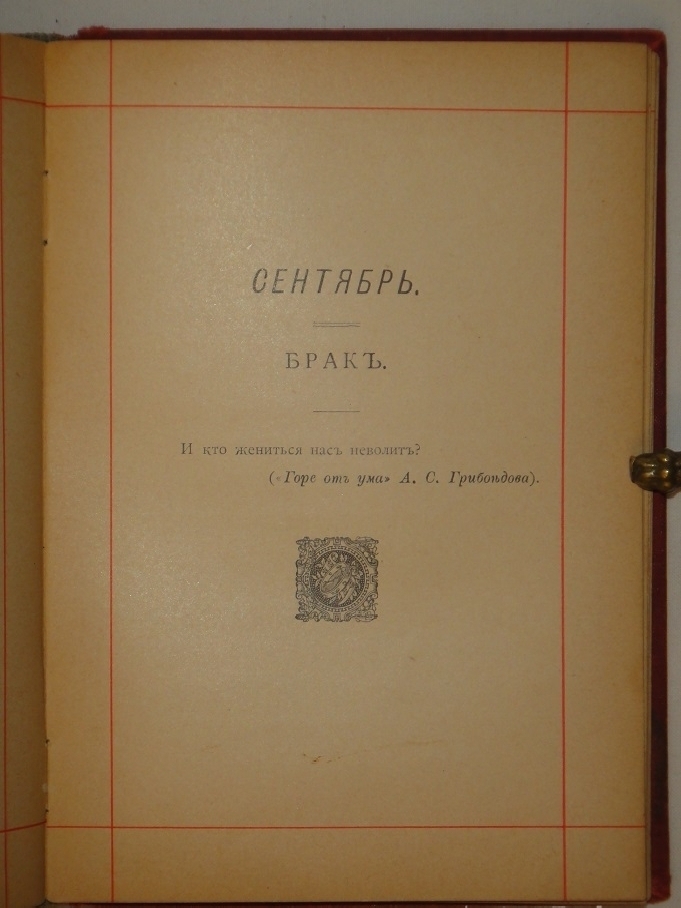 СЕНТЯБРЬ.
БРАКЪ.
И кто жениться насъ неволитъ?
(«Горе отъ ума» А. С. Грибоѣдова).